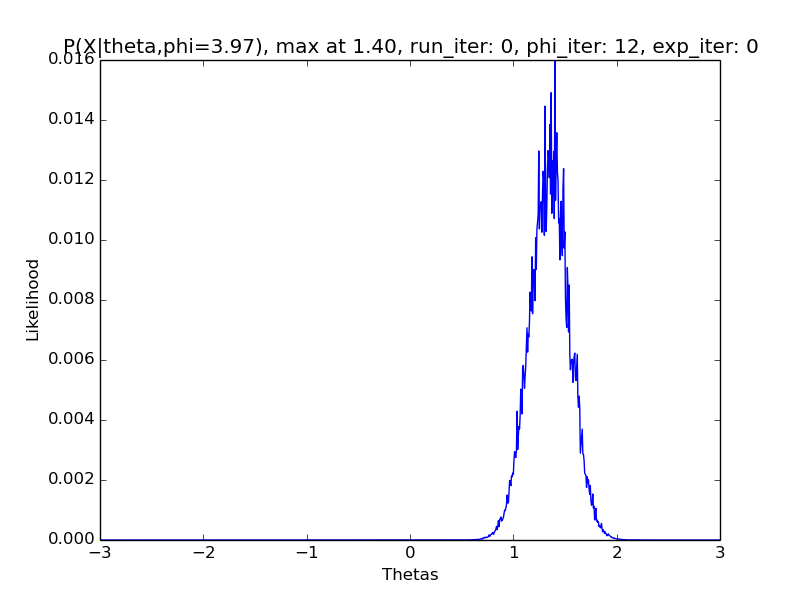 P(X|theta,phi=3.97), max at 1.40, run_iter: 0, phi_iter: 12, exp_iter: 0
0.016
0.014
0.012
0.010
0.008
0.006
0.004
0.002
0.000
Likelihood
−3 −2 −1 0 1 2 3
Thetas